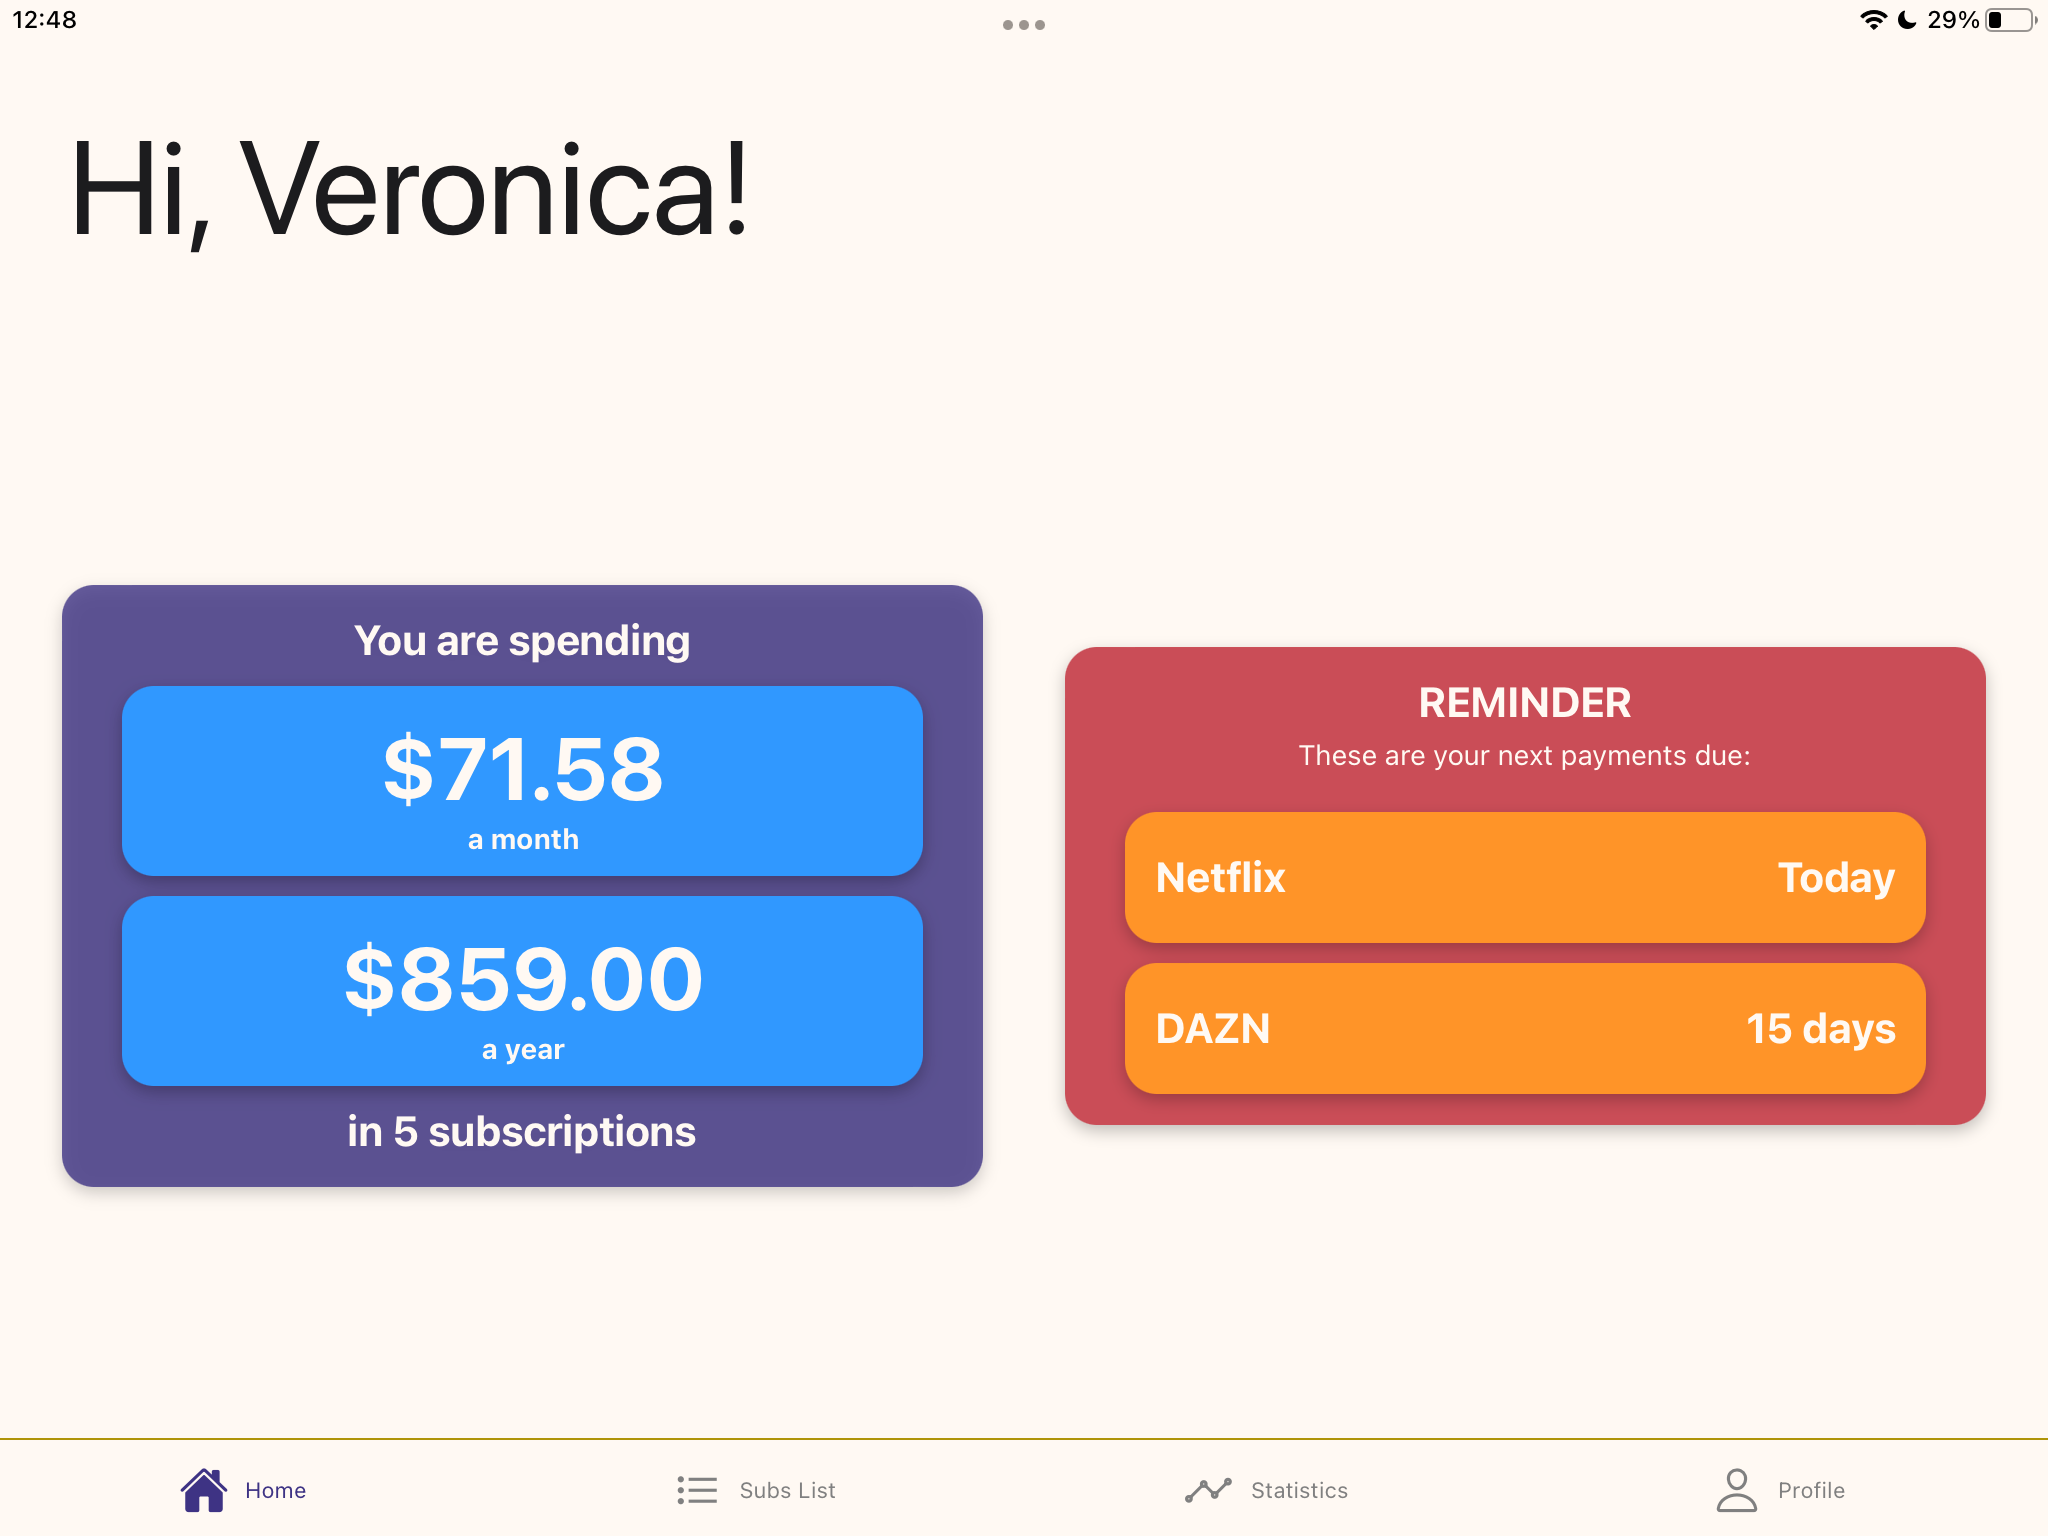 12:48
29%
Hi, Veronica!
You are spending
$71.58
a month
$859.00
a year
in 5 subscriptions
REMINDER
These are your next payments due:
Netflix
Today
DAZN
15 days
Home
Subs List
Statistics
Profile